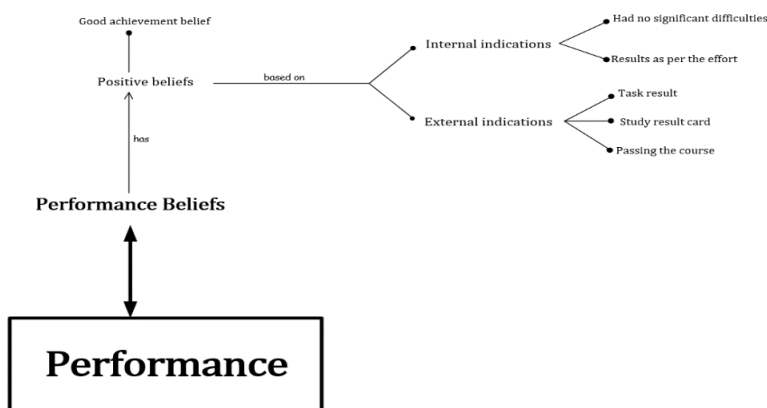 Good achievement belief
Had no significant difficulties
Internal indications
Results as per the effort
Positive beliefs
based on
Task result
External indications
Study result card
Passing the course
has
Performance Beliefs
Performance